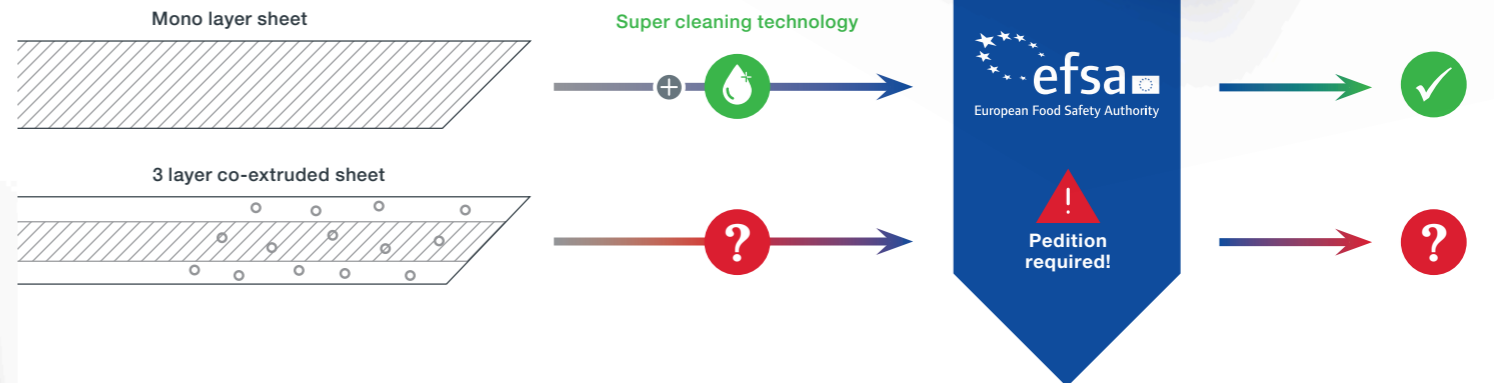 Mono layer sheet
Super cleaning technology
efsa
European Food Safety Authority
3 layer co-extruded sheet
!
Pedition
required!
?
?